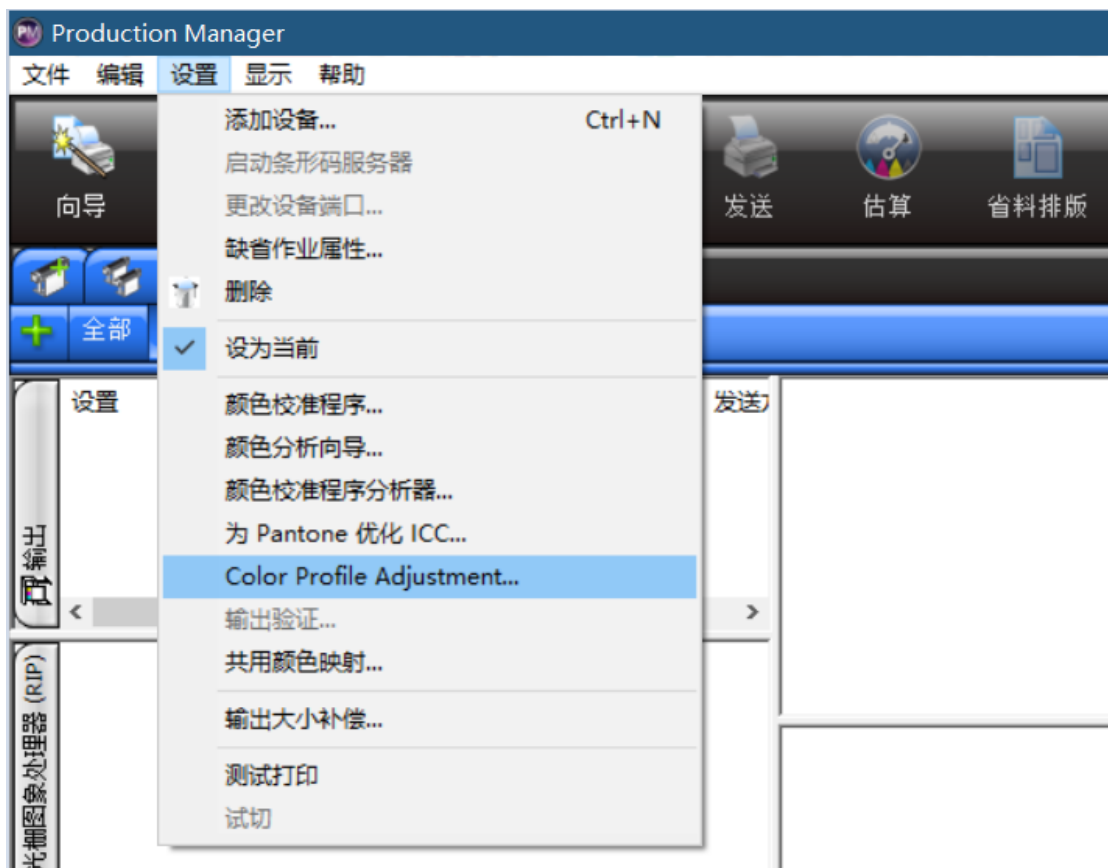 Production Manager
文件 编辑 设置 显示 帮助
向导
发送 估算 省料排版
添加设备... Ctrl+N
启动条形码服务器
更改设备端口...
缺省作业属性...
删除
设为当前
颜色校准程序...
颜色分析向导...
颜色校准程序分析器...
为 Pantone 优化 ICC...
Color Profile Adjustment...
输出验证...
共用颜色映射...
输出大小补偿...
测试打印
试切
全部
设置
发送
输出
光栅图象处理器 (RIP)